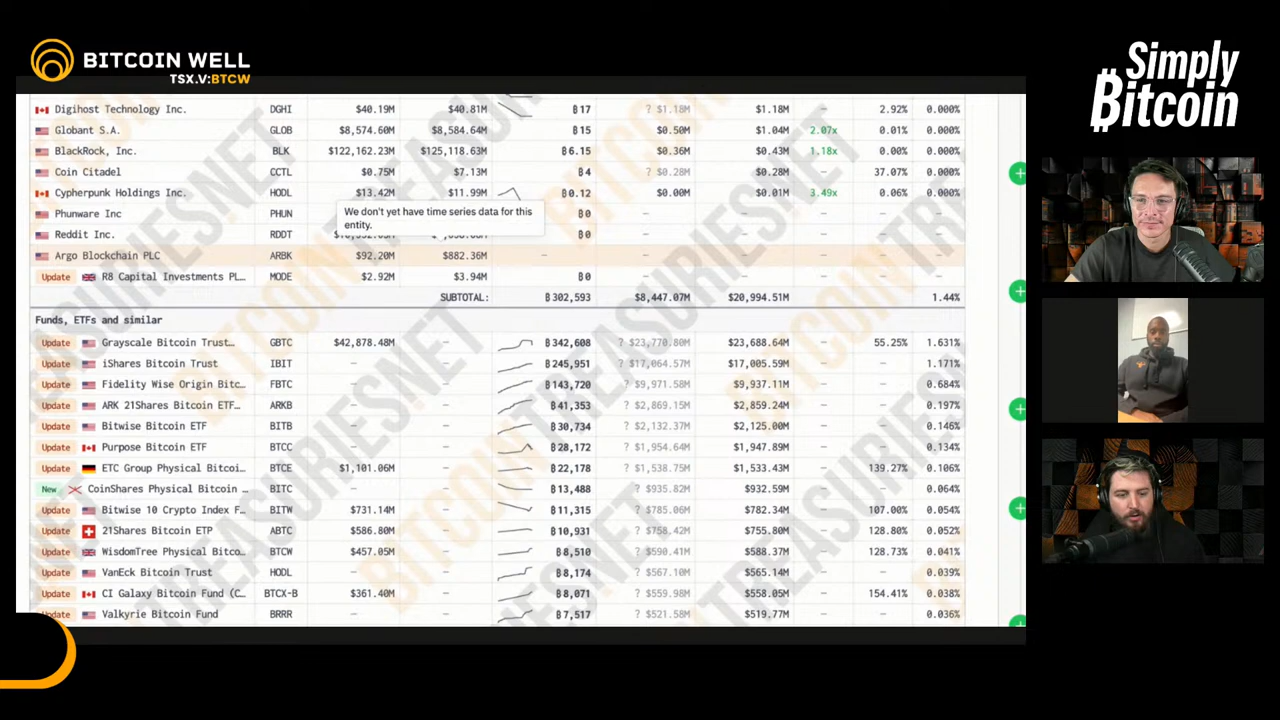 BITCOIN WELL
TSX.V:BTCW
Simply
Bitcoin
Digihost Technology Inc. DGHI $40.19M $40.81M ฿17 ? $1.18M $1.18M – 2.92% 0.000%
Globant S.A. GLOB $8,574.60M $8,584.64M ฿15 $0.50M $1.04M 2.07x 0.01% 0.000%
BlackRock, Inc. BLK $122,162.23M $125,118.63M ฿6.15 $0.36M $0.43M 1.18x 0.00% 0.000%
Coin Citadel CCTL $0.75M $7.13M ฿4 ? $0.28M $0.28M – 37.07% 0.000%
Cypherpunk Holdings Inc. HODL $13.42M $11.99M ฿0.12 $0.00M $0.01M 3.49x 0.06% 0.000%
Phunware Inc PHUN ฿0 – – – – –
We don't yet have time series data for this
entity.
Reddit Inc. RDDT ฿0 – – – – –
Argo Blockchain PLC ARBK $92.20M $882.36M – – – – – –
Update R8 Capital Investments PL… MODE $2.92M $3.94M ฿0 – – – – –
SUBTOTAL: ฿302,593 $8,447.07M $20,994.51M 1.44%
Funds, ETFs and similar
Update Grayscale Bitcoin Trust… GBTC $42,878.48M – ฿342,608 ? $23,770.80M $23,688.64M – 55.25% 1.631%
Update iShares Bitcoin Trust IBIT – – ฿245,951 ? $17,064.57M $17,005.59M – – 1.171%
Update Fidelity Wise Origin Bitc… FBTC – – ฿143,720 ? $9,971.58M $9,937.11M – – 0.684%
Update ARK 21Shares Bitcoin ETF… ARKB – – ฿41,353 ? $2,869.15M $2,859.24M – – 0.197%
Update Bitwise Bitcoin ETF BITB – – ฿30,734 ? $2,132.37M $2,125.00M – – 0.146%
Update Purpose Bitcoin ETF BTCC – – ฿28,172 ? $1,954.64M $1,947.89M – – 0.134%
Update ETC Group Physical Bitcoi… BTCE $1,101.06M – ฿22,178 ? $1,538.75M $1,533.43M – 139.27% 0.106%
New CoinShares Physical Bitcoin … BITC – – ฿13,488 ? $935.82M $932.59M – – 0.064%
Update Bitwise 10 Crypto Index F… BITW $731.14M – ฿11,315 ? $785.06M $782.34M – 107.00% 0.054%
Update 21Shares Bitcoin ETP ABTC $586.80M – ฿10,931 ? $758.42M $755.80M – 128.80% 0.052%
Update WisdomTree Physical Bitco… BTCW $457.05M – ฿8,510 ? $590.41M $588.37M – 128.73% 0.041%
Update VanEck Bitcoin Trust HODL – – ฿8,174 ? $567.10M $565.14M – – 0.039%
Update CI Galaxy Bitcoin Fund (C… BTCX-B $361.40M – ฿8,071 ? $559.98M $558.05M – 154.41% 0.038%
Update Valkyrie Bitcoin Fund BRRR – – ฿7,517 ? $521.58M $519.77M – – 0.036%